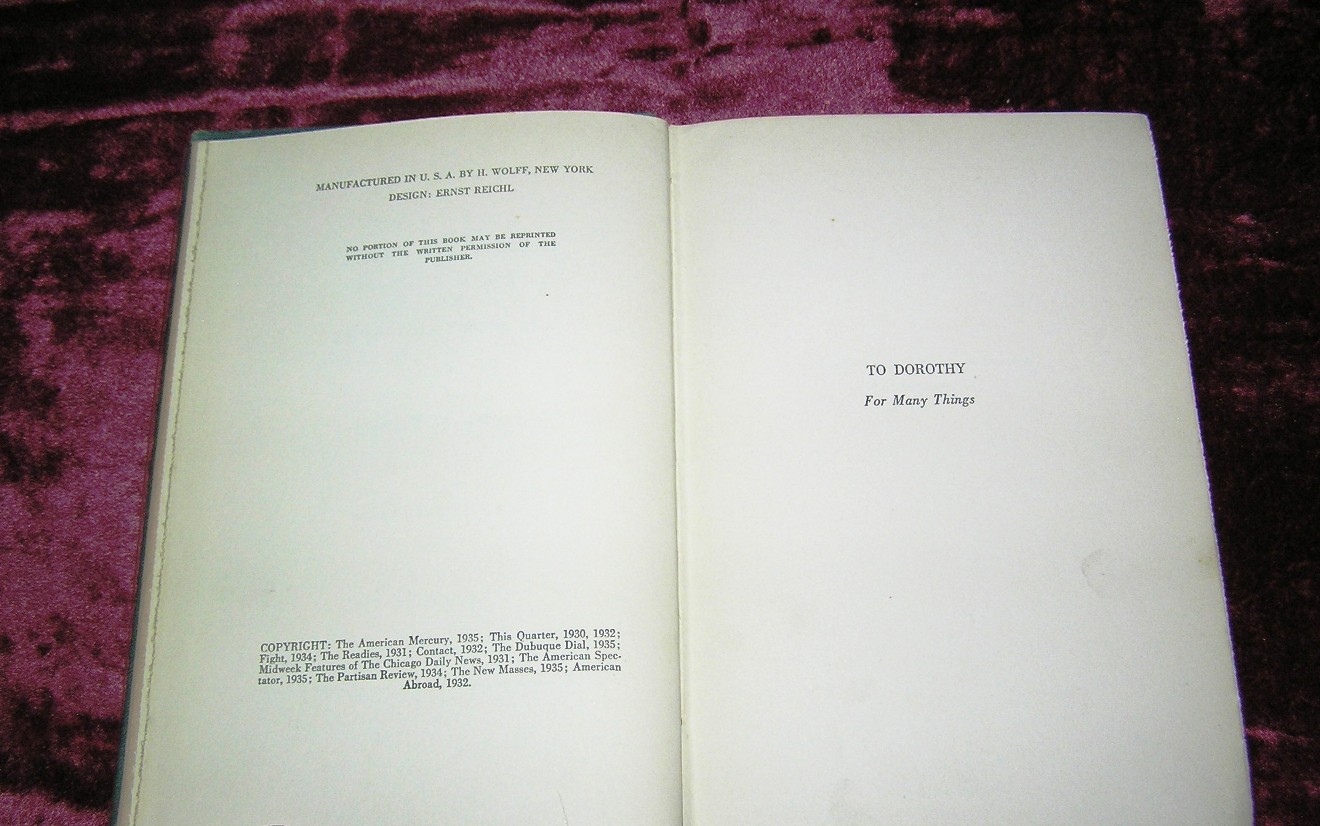 MANUFACTURED IN U. S. A. BY H. WOLFF, NEW YORK
DESIGN: ERNST REICHL
NO PORTION OF THIS BOOK MAY BE REPRINTED
WITHOUT THE WRITTEN PERMISSION OF THE
PUBLISHER.
COPYRIGHT: The American Mercury, 1935; This Quarter, 1930, 1932;
Fight, 1934; The Readies, 1931; Contact, 1932; The Dubuque Dial, 1935;
Midweek Features of The Chicago Daily News, 1931; The American Spec-
tator, 1935; The Partisan Review, 1934; The New Masses, 1935; American
Abroad, 1932.
TO DOROTHY
For Many Things